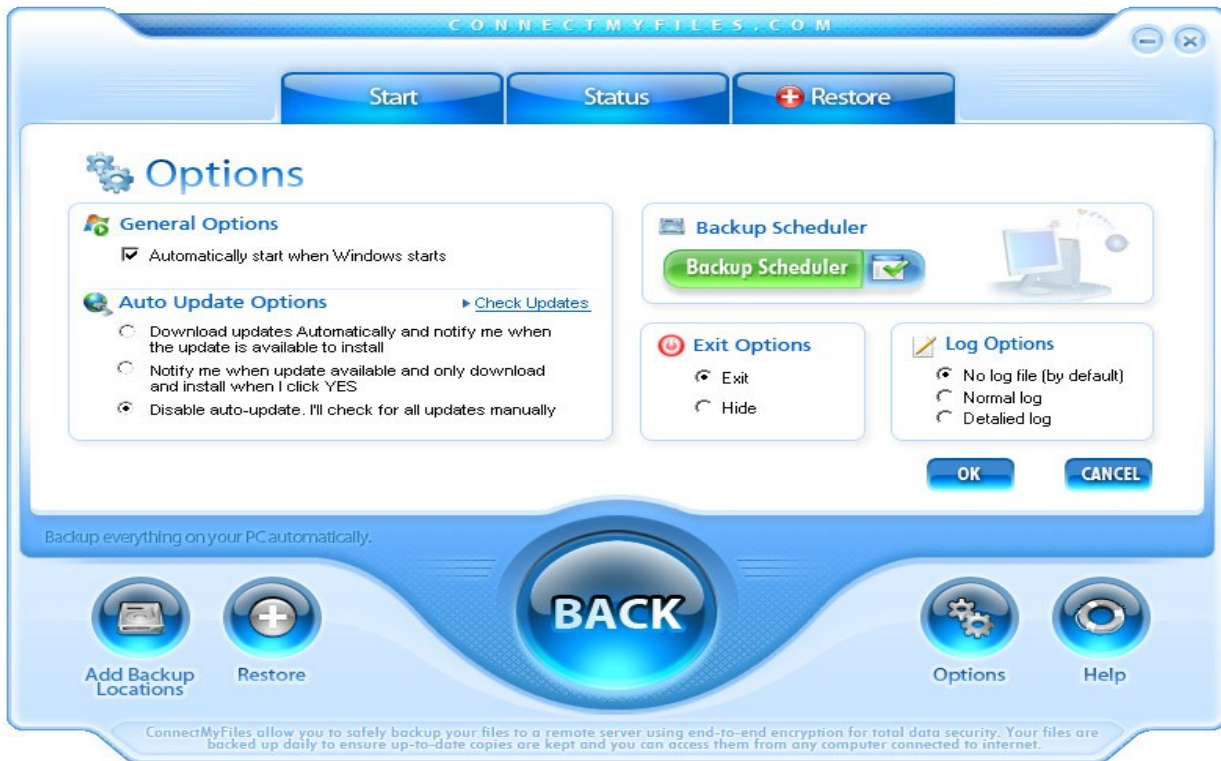 CONNECTMYFILES.COM
Start
Status
Restore
Options
General Options
Automatically start when Windows starts
Auto Update Options
Check Updates
Download updates Automatically and notify me when
the update is available to install
Notify me when update available and only download
and install when I click YES
Disable auto-update. I'll check for all updates manually
Backup Scheduler
Backup Scheduler
Exit Options
Exit
Hide
Log Options
No log file (by default)
Normal log
Detalied log
OK
CANCEL
Backup everything on your PC automatically.
BACK
Add Backup
Locations
Restore
Options
Help
ConnectMyFiles allow you to safely backup your files to a remote server using end-to-end encryption for total data security. Your files are
backed up daily to ensure up-to-date copies are kept and you can access them from any computer connected to internet.